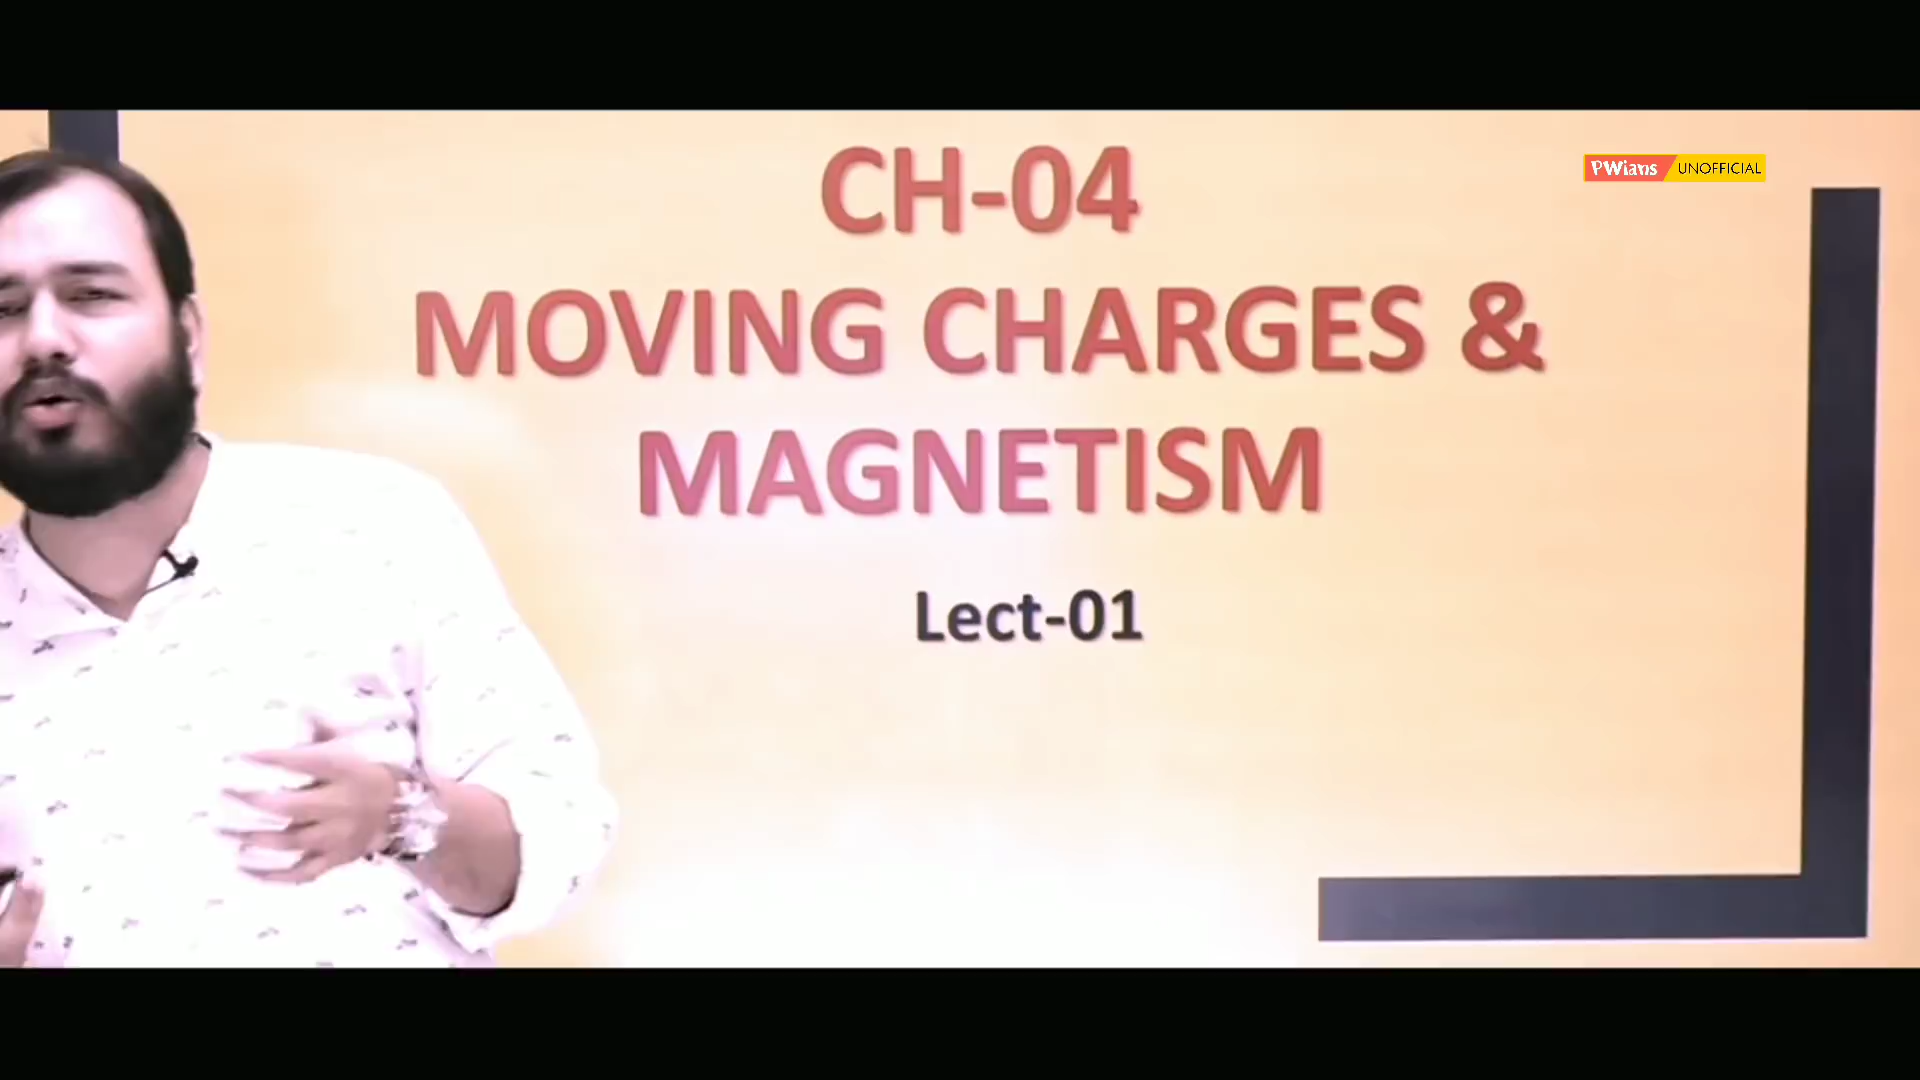 CH-04
PWians UNOFFICIAL
MOVING CHARGES &
MAGNETISM
Lect-01